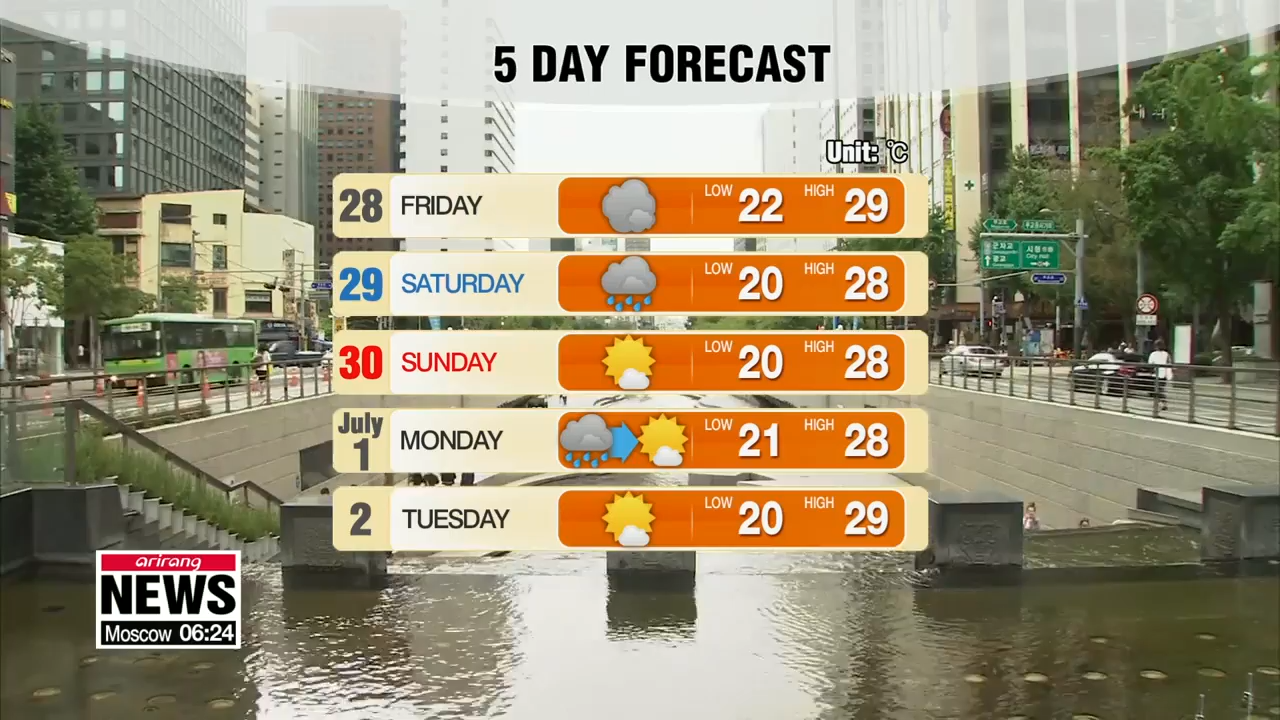 5 DAY FORECAST
Unit: ℃
28 FRIDAY LOW 22 HIGH 29
29 SATURDAY LOW 20 HIGH 28
30 SUNDAY LOW 20 HIGH 28
July 1 MONDAY LOW 21 HIGH 28
2 TUESDAY LOW 20 HIGH 29
City Hall
arirang
NEWS
Moscow 06:24